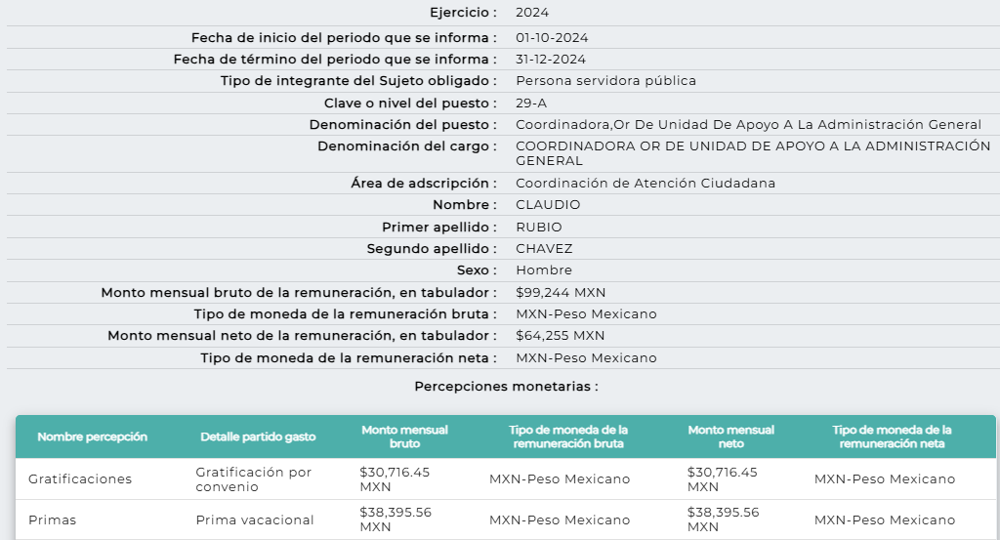 Ejercicio : 2024
Fecha de inicio del periodo que se informa : 01-10-2024
Fecha de término del periodo que se informa : 31-12-2024
Tipo de integrante del Sujeto obligado : Persona servidora pública
Clave o nivel del puesto : 29-A
Denominación del puesto : Coordinadora,Or De Unidad De Apoyo A La Administración General
Denominación del cargo : COORDINADORA OR DE UNIDAD DE APOYO A LA ADMINISTRACIÓN
GENERAL
Área de adscripción : Coordinación de Atención Ciudadana
Nombre : CLAUDIO
Primer apellido : RUBIO
Segundo apellido : CHAVEZ
Sexo : Hombre
Monto mensual bruto de la remuneración, en tabulador : $99,244 MXN
Tipo de moneda de la remuneración bruta : MXN-Peso Mexicano
Monto mensual neto de la remuneración, en tabulador : $64,255 MXN
Tipo de moneda de la remuneración neta : MXN-Peso Mexicano
Percepciones monetarias :
Nombre percepción
Detalle partido gasto
Monto mensual
bruto
Tipo de moneda de la
remuneración bruta
Monto mensual
neto
Tipo de moneda de la
remuneración neta
Gratificaciones
Gratificación por
convenio
$30,716.45
MXN
MXN-Peso Mexicano
$30,716.45
MXN
MXN-Peso Mexicano
Primas
Prima vacacional
$38,395.56
MXN
MXN-Peso Mexicano
$38,395.56
MXN
MXN-Peso Mexicano